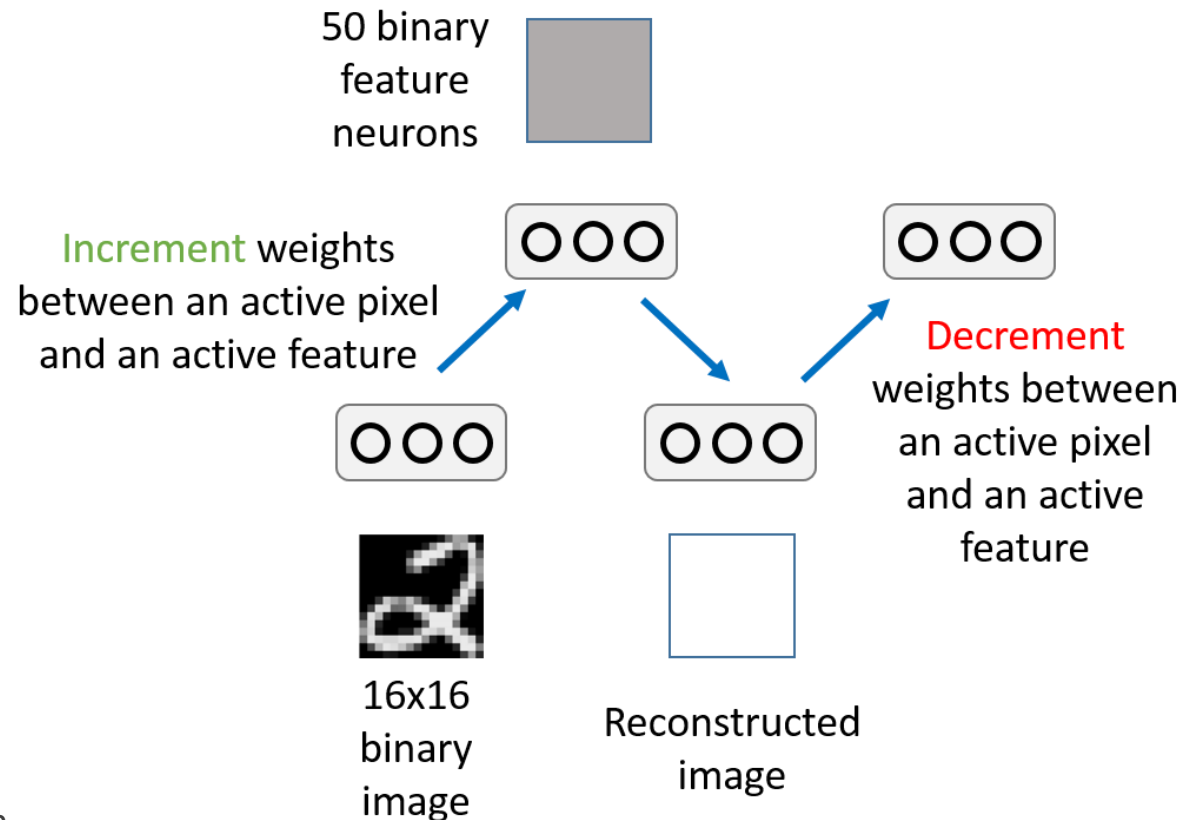 50 binary
feature
neurons
Increment weights
between an active pixel
and an active feature
Decrement
weights between
an active pixel
and an active
feature
16x16
binary
image
Reconstructed
image